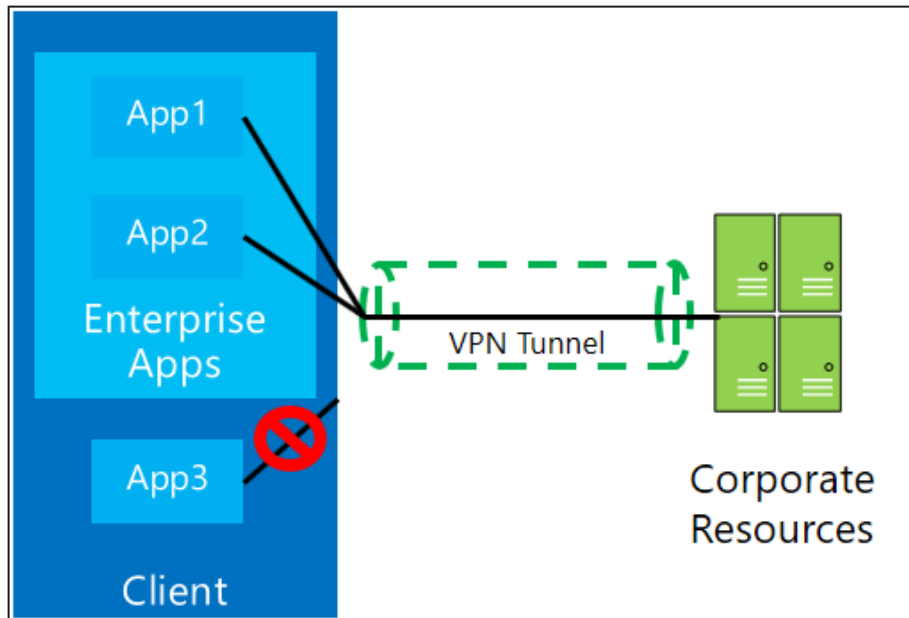 App1
App2
Enterprise
Apps
App3
Client
VPN Tunnel
Corporate
Resources